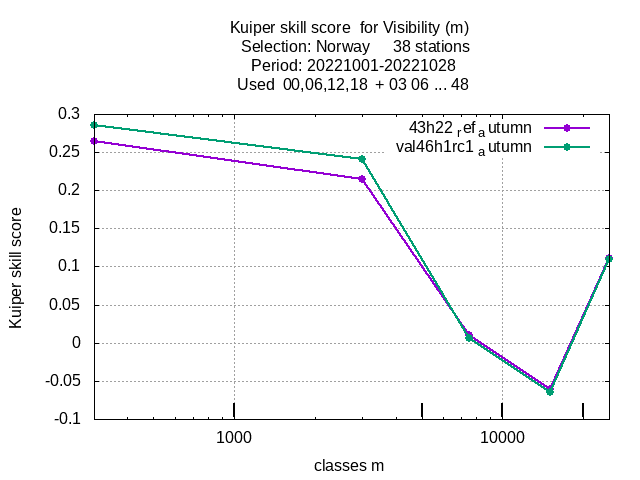 Kuiper skill score  for Visibility (m)
Selection: Norway     38 stations
Period: 20221001-20221028
Used  00,06,12,18  + 03 06 ... 48
43h22_ref_autumn
val46h1rc1_autumn
0.3
0.25
0.2
0.15
0.1
0.05
0
-0.05
-0.1
Kuiper skill score
1000
10000
classes m